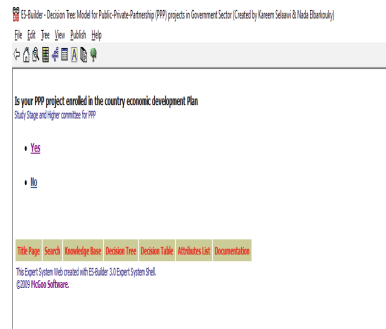 ES-Builder - Decision Tree: Model for Public-Private-Partnership (PPP) projects in Government Sector (Created by Kareem Selsawi & Nada Elbarkouky)
File Edit Tree View Publish Help
Is your PPP project enrolled in the country economic development Plan
Study Stage and Higher committee for PPP
Yes
No
Title Page Search Knowledge Base Decision Tree Decision Table Attributes List Documentation
This Expert System Web created with ES-Builder 3.0 Expert System Shell.
©2009 McGoo Software.